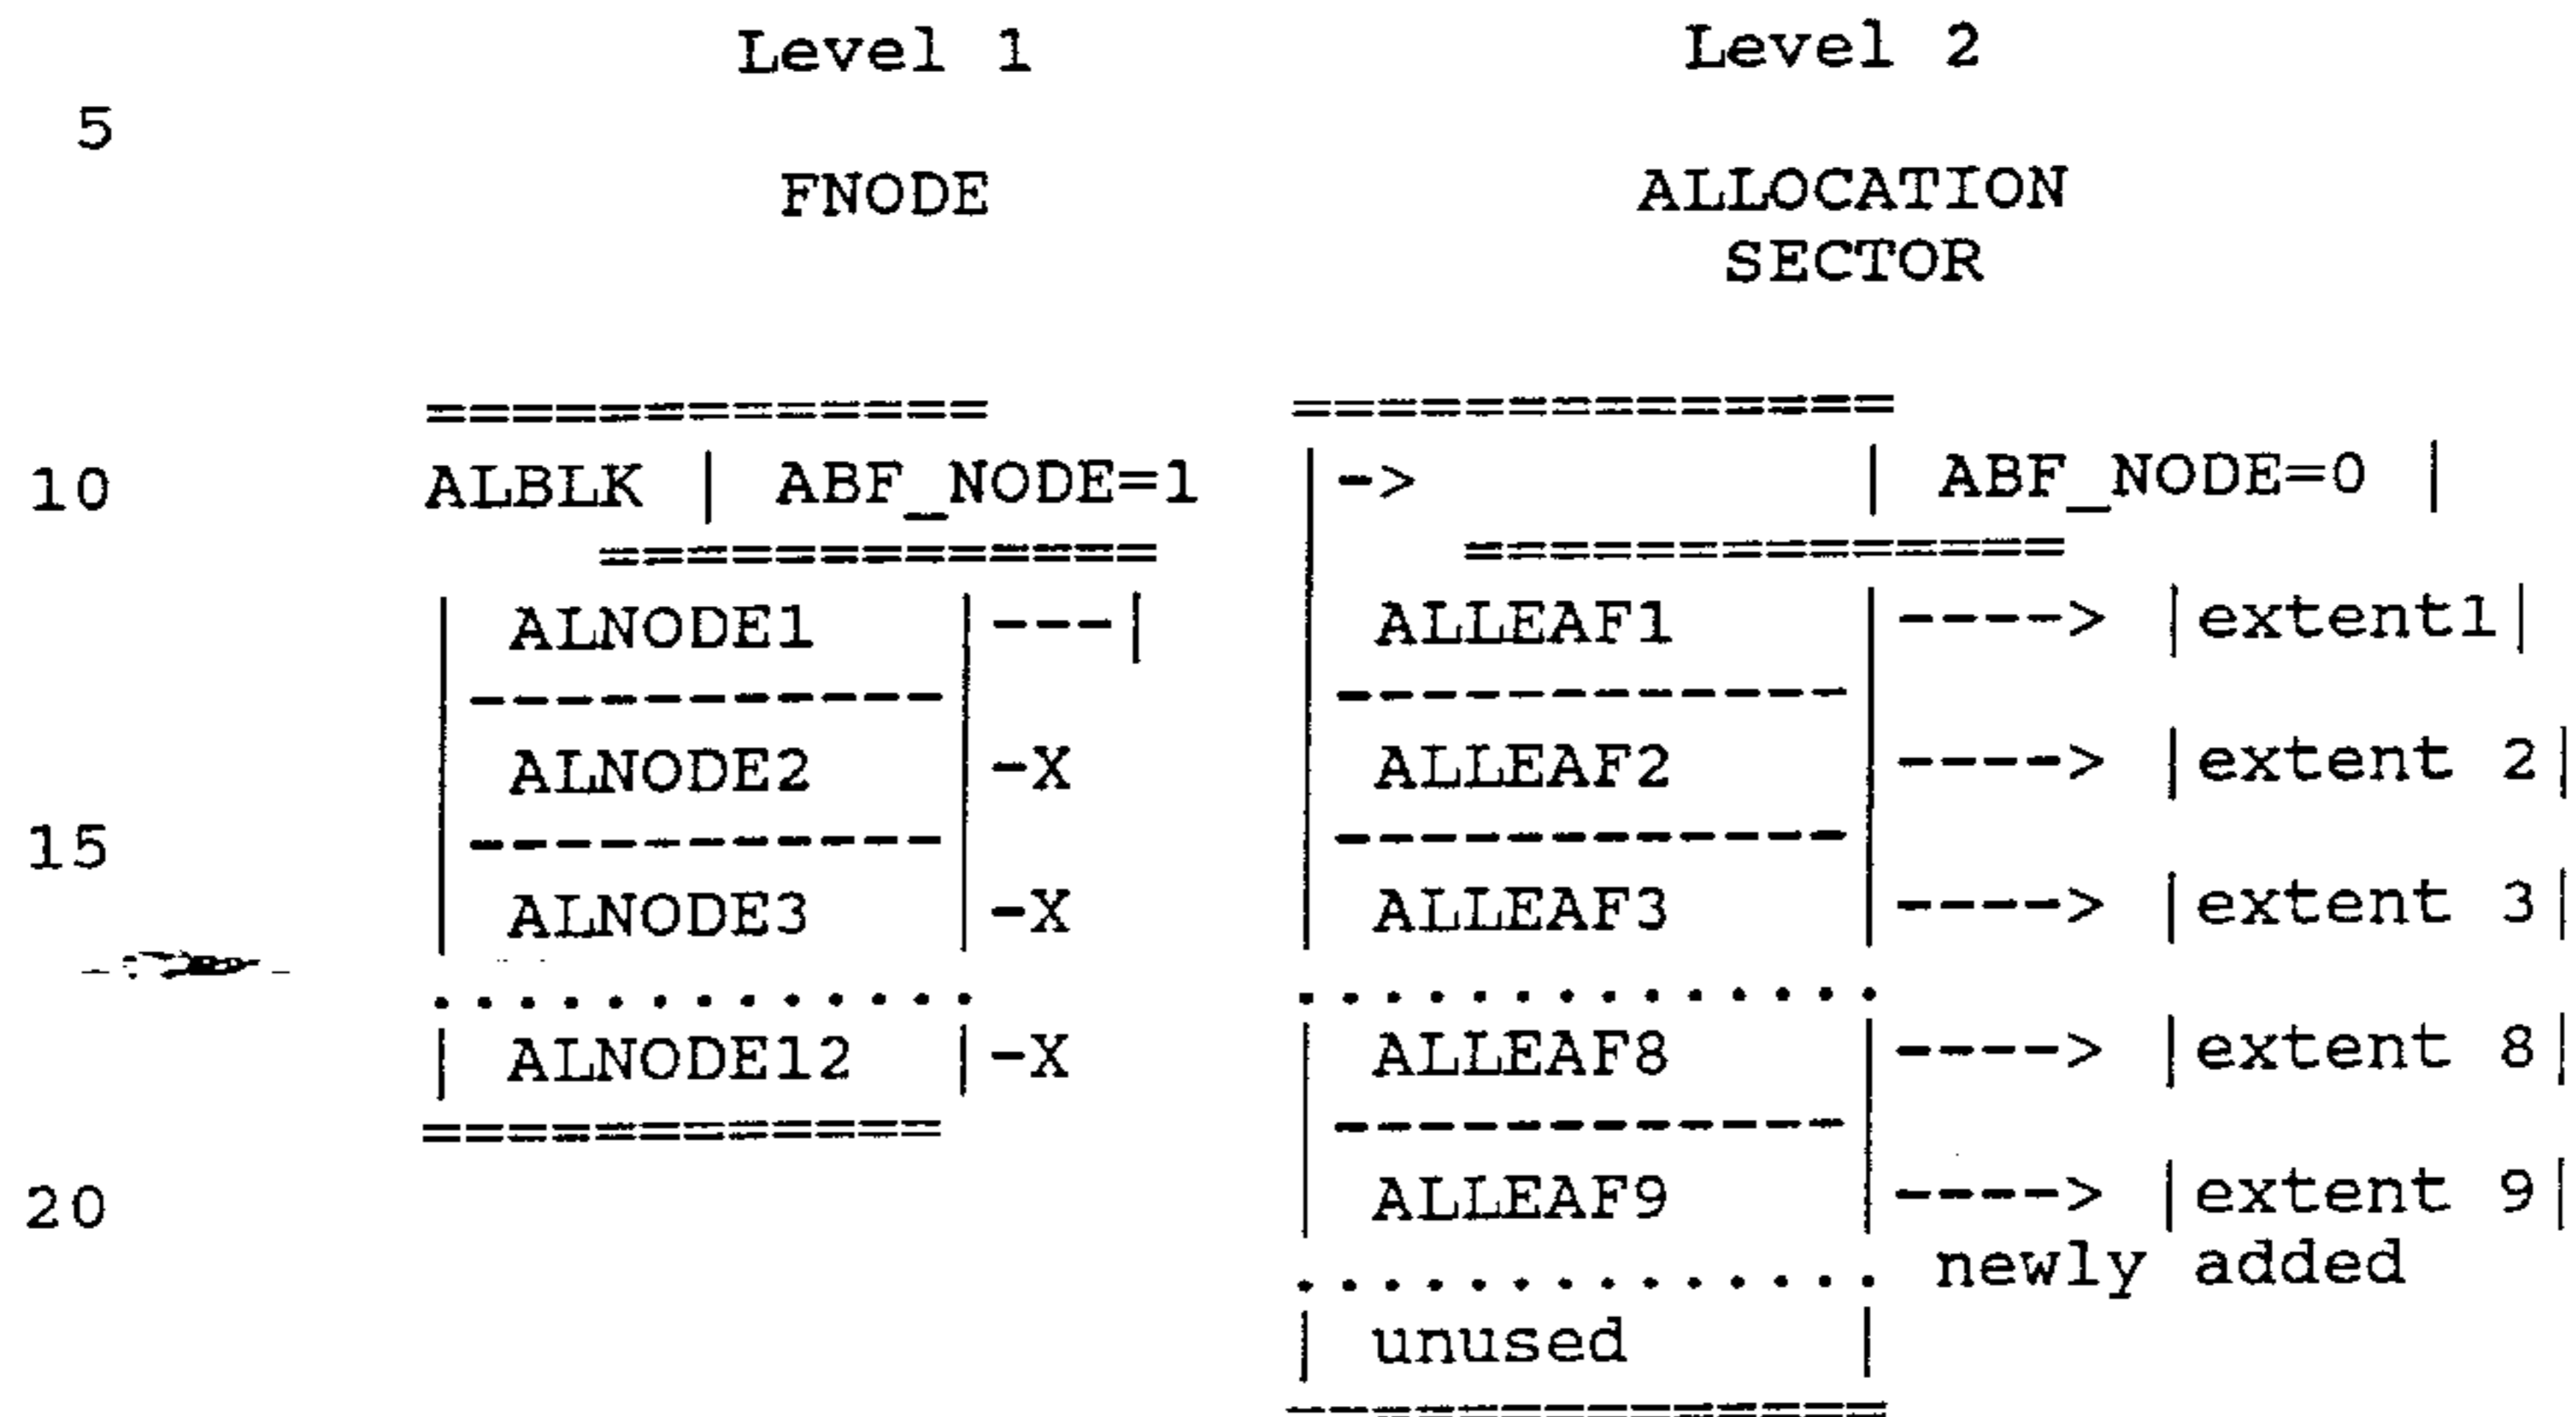 Level 1 Level 2
5
FNODE ALLOCATION
SECTOR
============= ==============
10 ALBLK | ABF_NODE=1 |-> | ABF_NODE=0 |
============= ==============
| ALNODE1 |---| | ALLEAF1 |----> |extent1|
|-----------| |------------|
| ALNODE2 |-X | ALLEAF2 |----> |extent 2|
15 |-----------| |------------|
| ALNODE3 |-X | ALLEAF3 |----> |extent 3|
............. ..............
| ALNODE12 |-X | ALLEAF8 |----> |extent 8|
============ |------------|
20 | ALLEAF9 |----> |extent 9|
.............. newly added
| unused |
==============